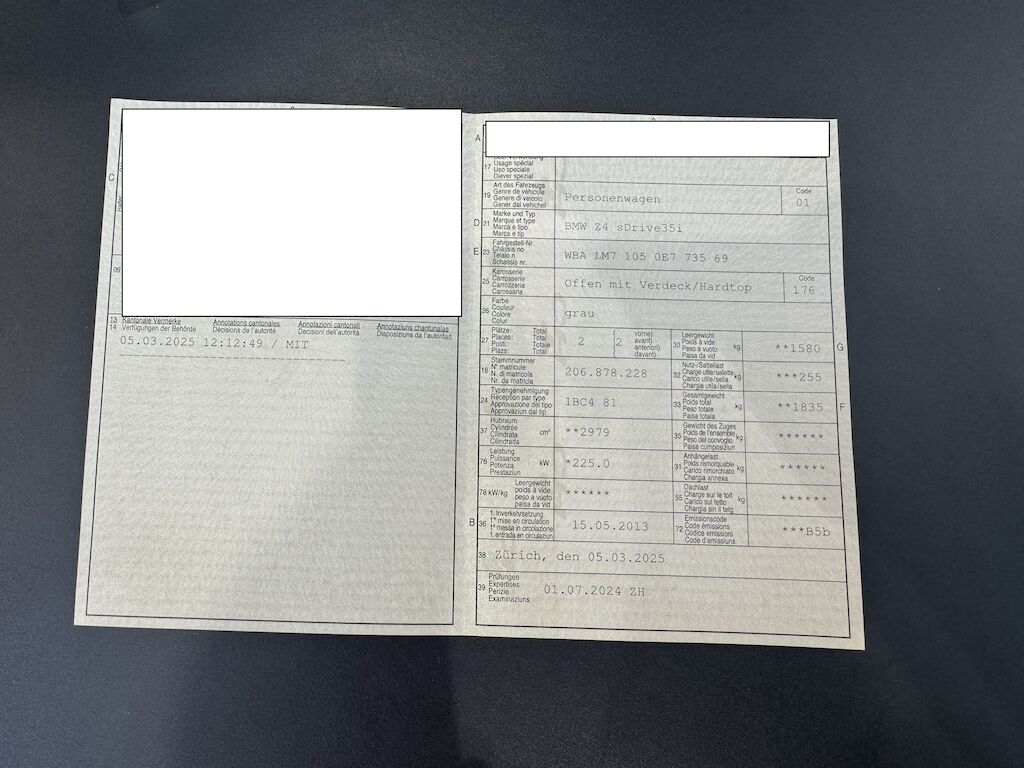 C
Halter
09
13 Kantonale Vermerke Annotations cantonales Annotazioni cantonali Annotaziuns chantunalas
14 Verfügungen der Behörde Décisions de l'autorité Decisioni dell'autorità Disposiziuns da l'autoritad
05.03.2025 12:12:49 / MIT
A
17
Usage spécial
Uso speciale
Diever spezial
19 Art des Fahrzeugs
Genre de véhicule
Genere di veicolo
Gener dal vehichel
Personenwagen
Code
01
D 21 Marke und Typ
Marque et type
Marca e tipo
Marca e tip
BMW Z4 sDrive35i
E 23 Fahrgestell-Nr.
Châssis no
Telaio n.
Schassis nr.
WBA LM7 105 0E7 735 69
25 Karosserie
Carrosserie
Carrozzeria
Carossaria
Offen mit Verdeck/Hardtop
Code
176
26 Farbe
Couleur
Colore
Colur
grau
27 Plätze: Total
Places: Total
Posti: Totale
Plazs: Total
2
(2 vorne)
avant)
anteriori)
davant)
30 Leergewicht
Poids à vide
Peso a vuoto
Paisa da vid
kg
**1580
G
18 Stammnummer
N° matricule
N. di matricola
Nr. da matricla
206.878.228
32 Nutz-/Sattellast
Charge utile/sellette
Carico utile/sella
Chargia utila/sella
kg
***255
24 Typengenehmigung
Réception par type
Approvazione del tipo
Approvaziun dal tip
1BC4 81
33 Gesamtgewicht
Poids total
Peso totale
Paisa totala
kg
**1835
F
37 Hubraum
Cylindrée
Cilindrata
Cilindrada
cm³
**2979
35 Gewicht des Zuges
Poids de l'ensemble
Peso del convoglio
Paisa cumposiziun
kg
******
76 Leistung
Puissance
Potenza
Prestaziun
kW
*225.0
31 Anhängelast
Poids remorquable
Carico rimorchiato
Chargia annexa
kg
******
78 kW/kg Leergewicht
poids à vide
peso a vuoto
paisa da vid
******
55 Dachlast
Charge sur le toit
Carico sul tetto
Chargia sin il tetg
kg
******
B 36 1. Inverkehrsetzung
1re mise en circulation
1a messa in circolazione
1. entrada en circulaziun
15.05.2013
72 Emissionscode
Code émissions
Codice emissioni
Code d'emissiuns
***B5b
38 Zürich, den 05.03.2025
39 Prüfungen
Expertises
Perizie
Examinaziuns
01.07.2024 ZH